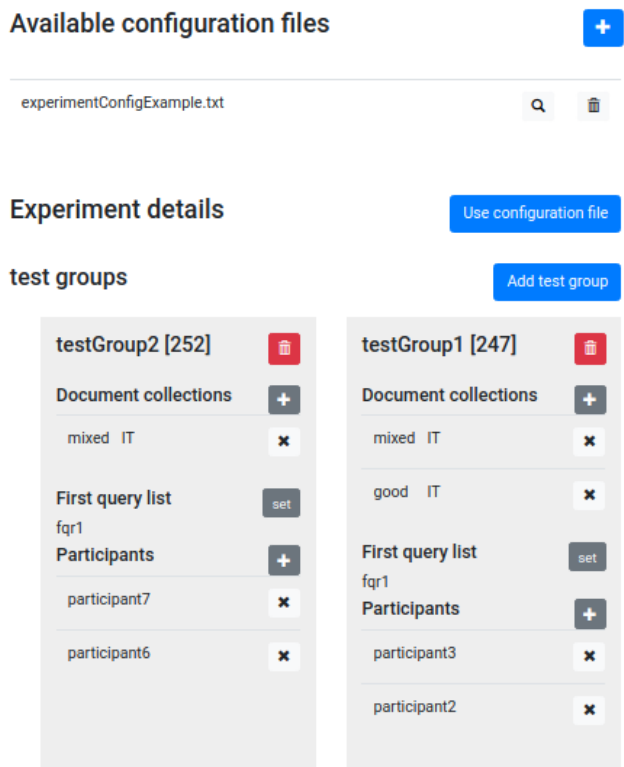 Available configuration files
experimentConfigExample.txt
Experiment details
Use configuration file
test groups
Add test group
testGroup2 [252]
Document collections
mixed IT
First query list
set
fqr1
Participants
participant7
participant6
testGroup1 [247]
Document collections
mixed IT
good IT
First query list
set
fqr1
Participants
participant3
participant2